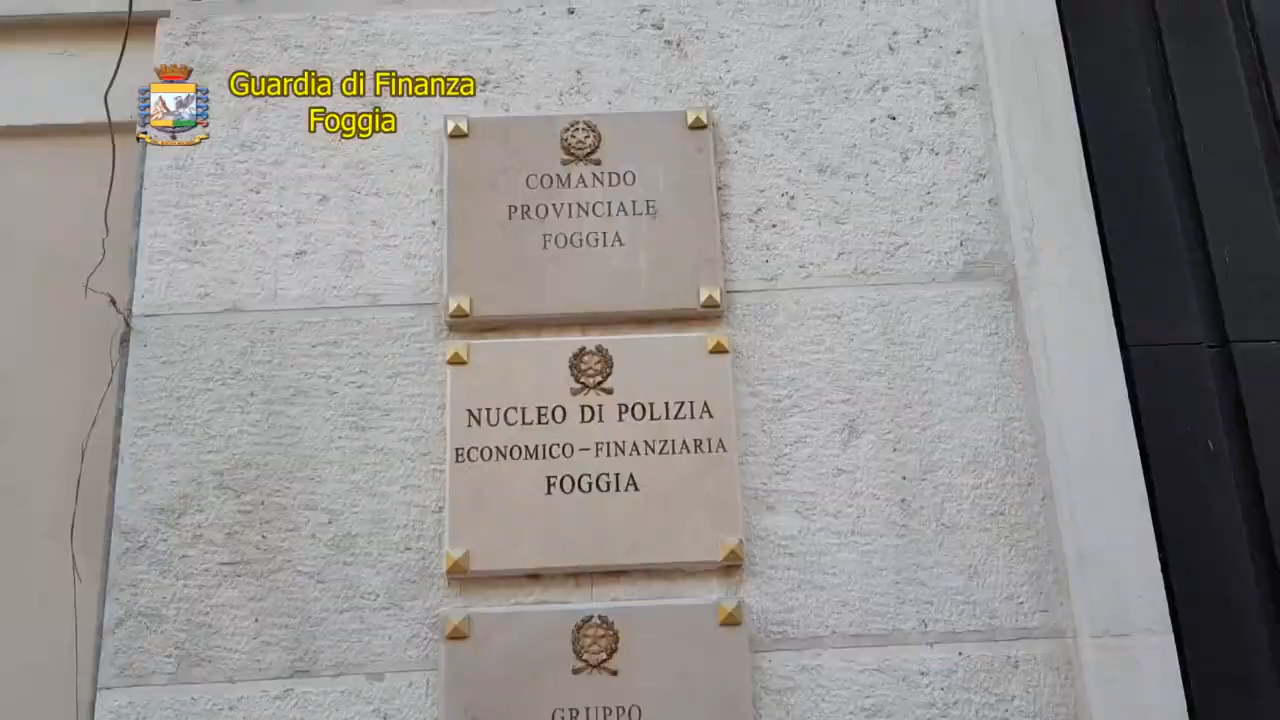 Guardia di Finanza
Foggia
COMANDO
PROVINCIALE
FOGGIA
NUCLEO DI POLIZIA
ECONOMICO-FINANZIARIA
FOGGIA
GRUPPO